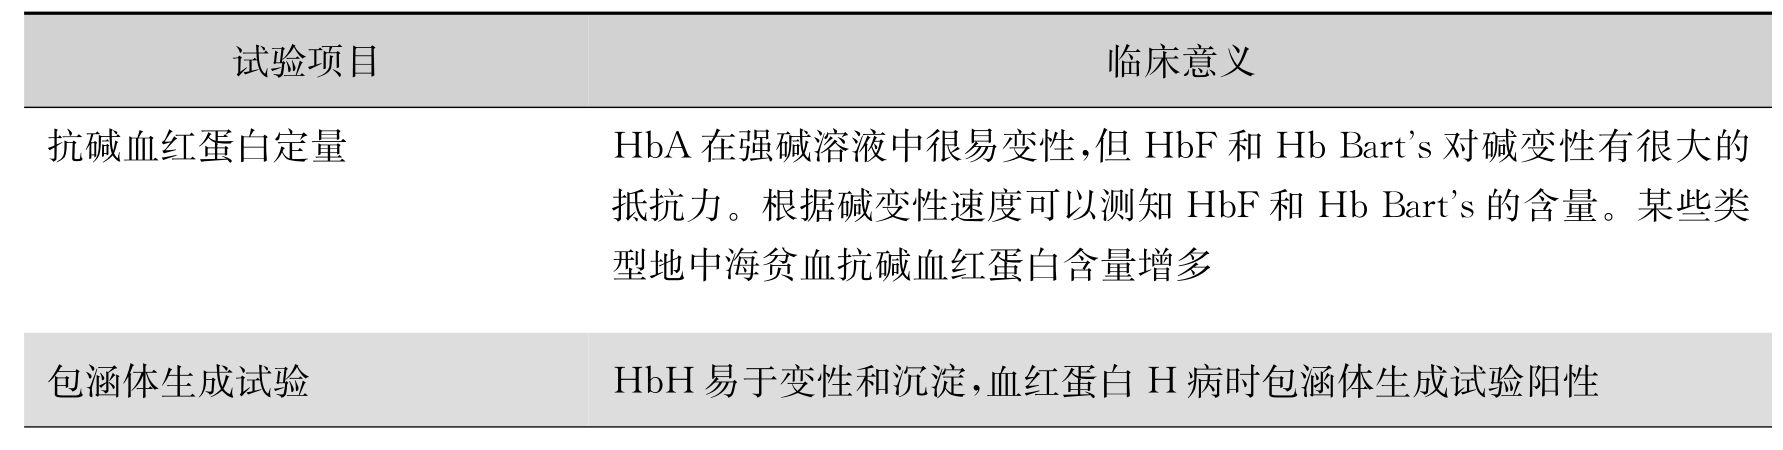 试验项目 临床意义
抗碱血红蛋白定量 HbA 在强碱溶液中很易变性,但 HbF 和 Hb Bart's 对碱变性有很大的
抵抗力。根据碱变性速度可以测知 HbF 和 Hb Bart's 的含量。某些类
型地中海贫血抗碱血红蛋白含量增多
包涵体生成试验 HbH 易于变性和沉淀,血红蛋白 H 病时包涵体生成试验阳性